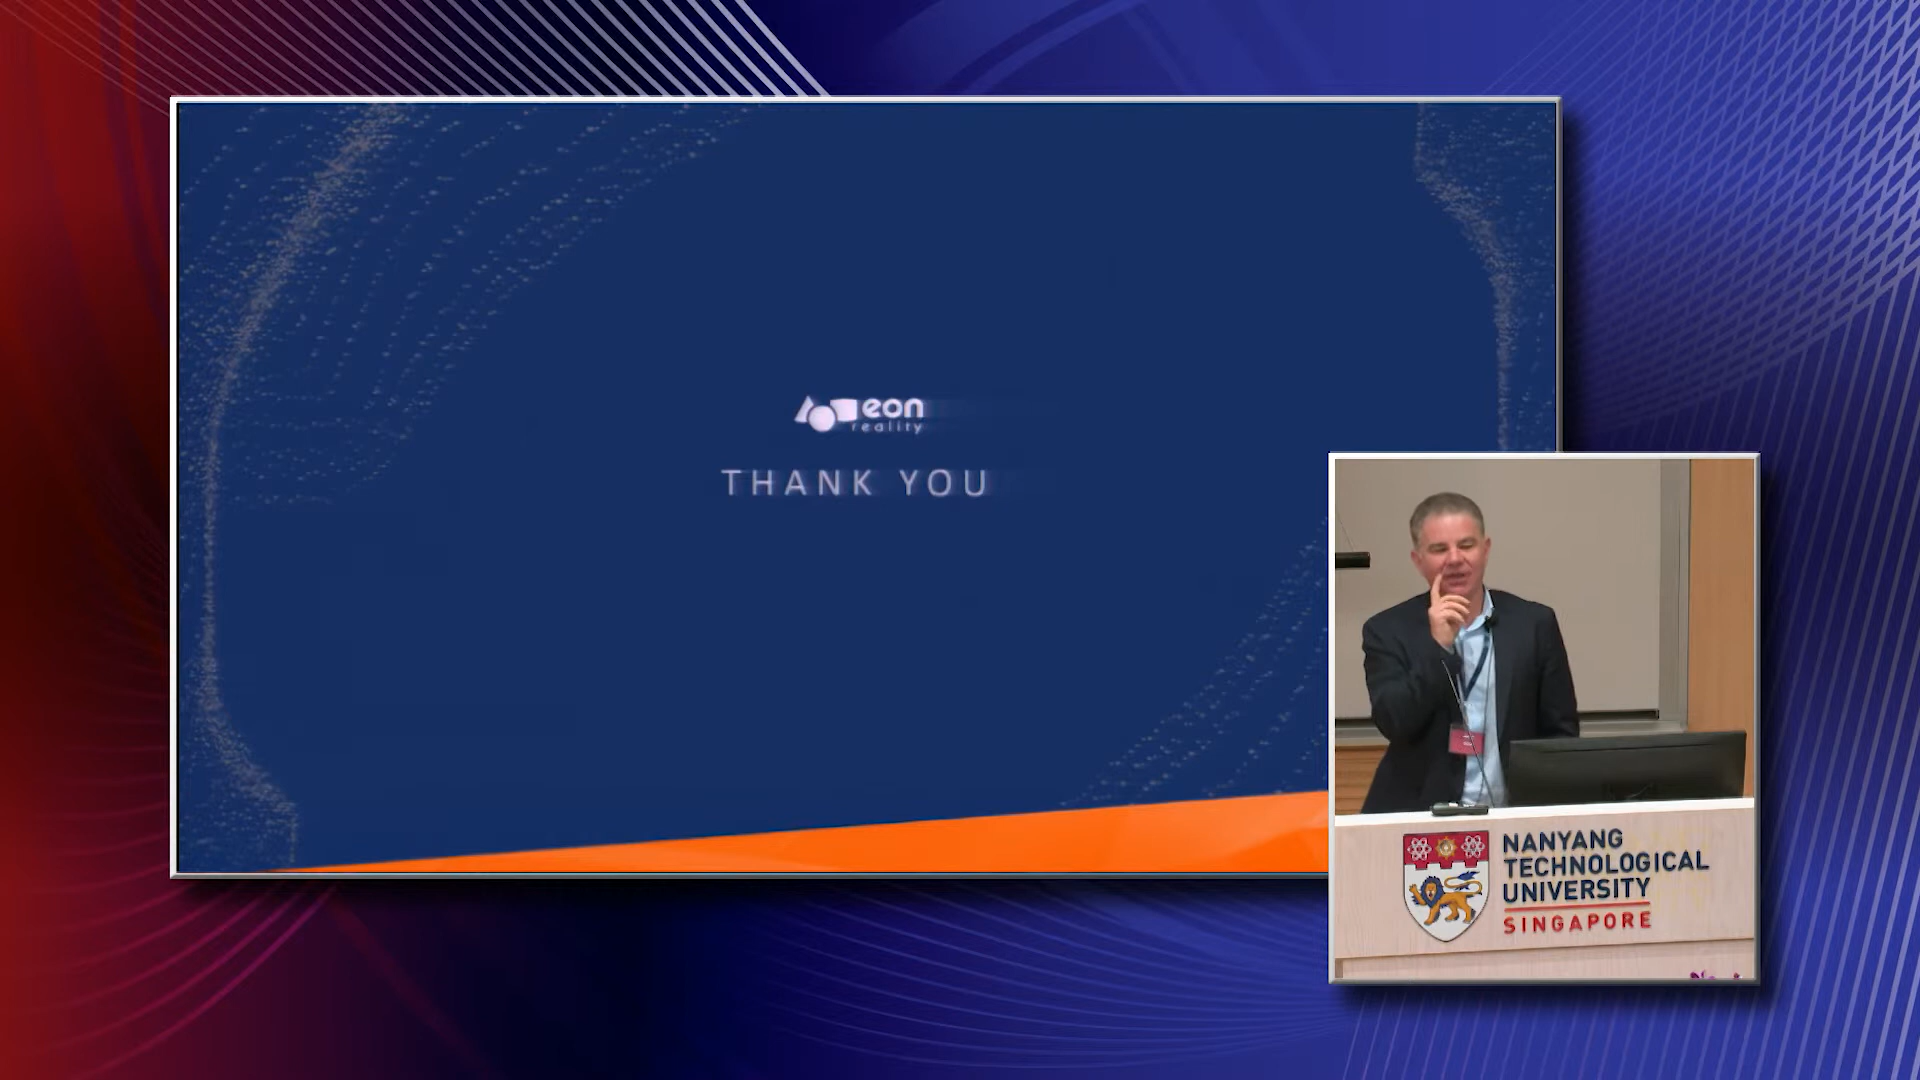 eon
reality
THANK YOU
NANYANG
TECHNOLOGICAL
UNIVERSITY
SINGAPORE